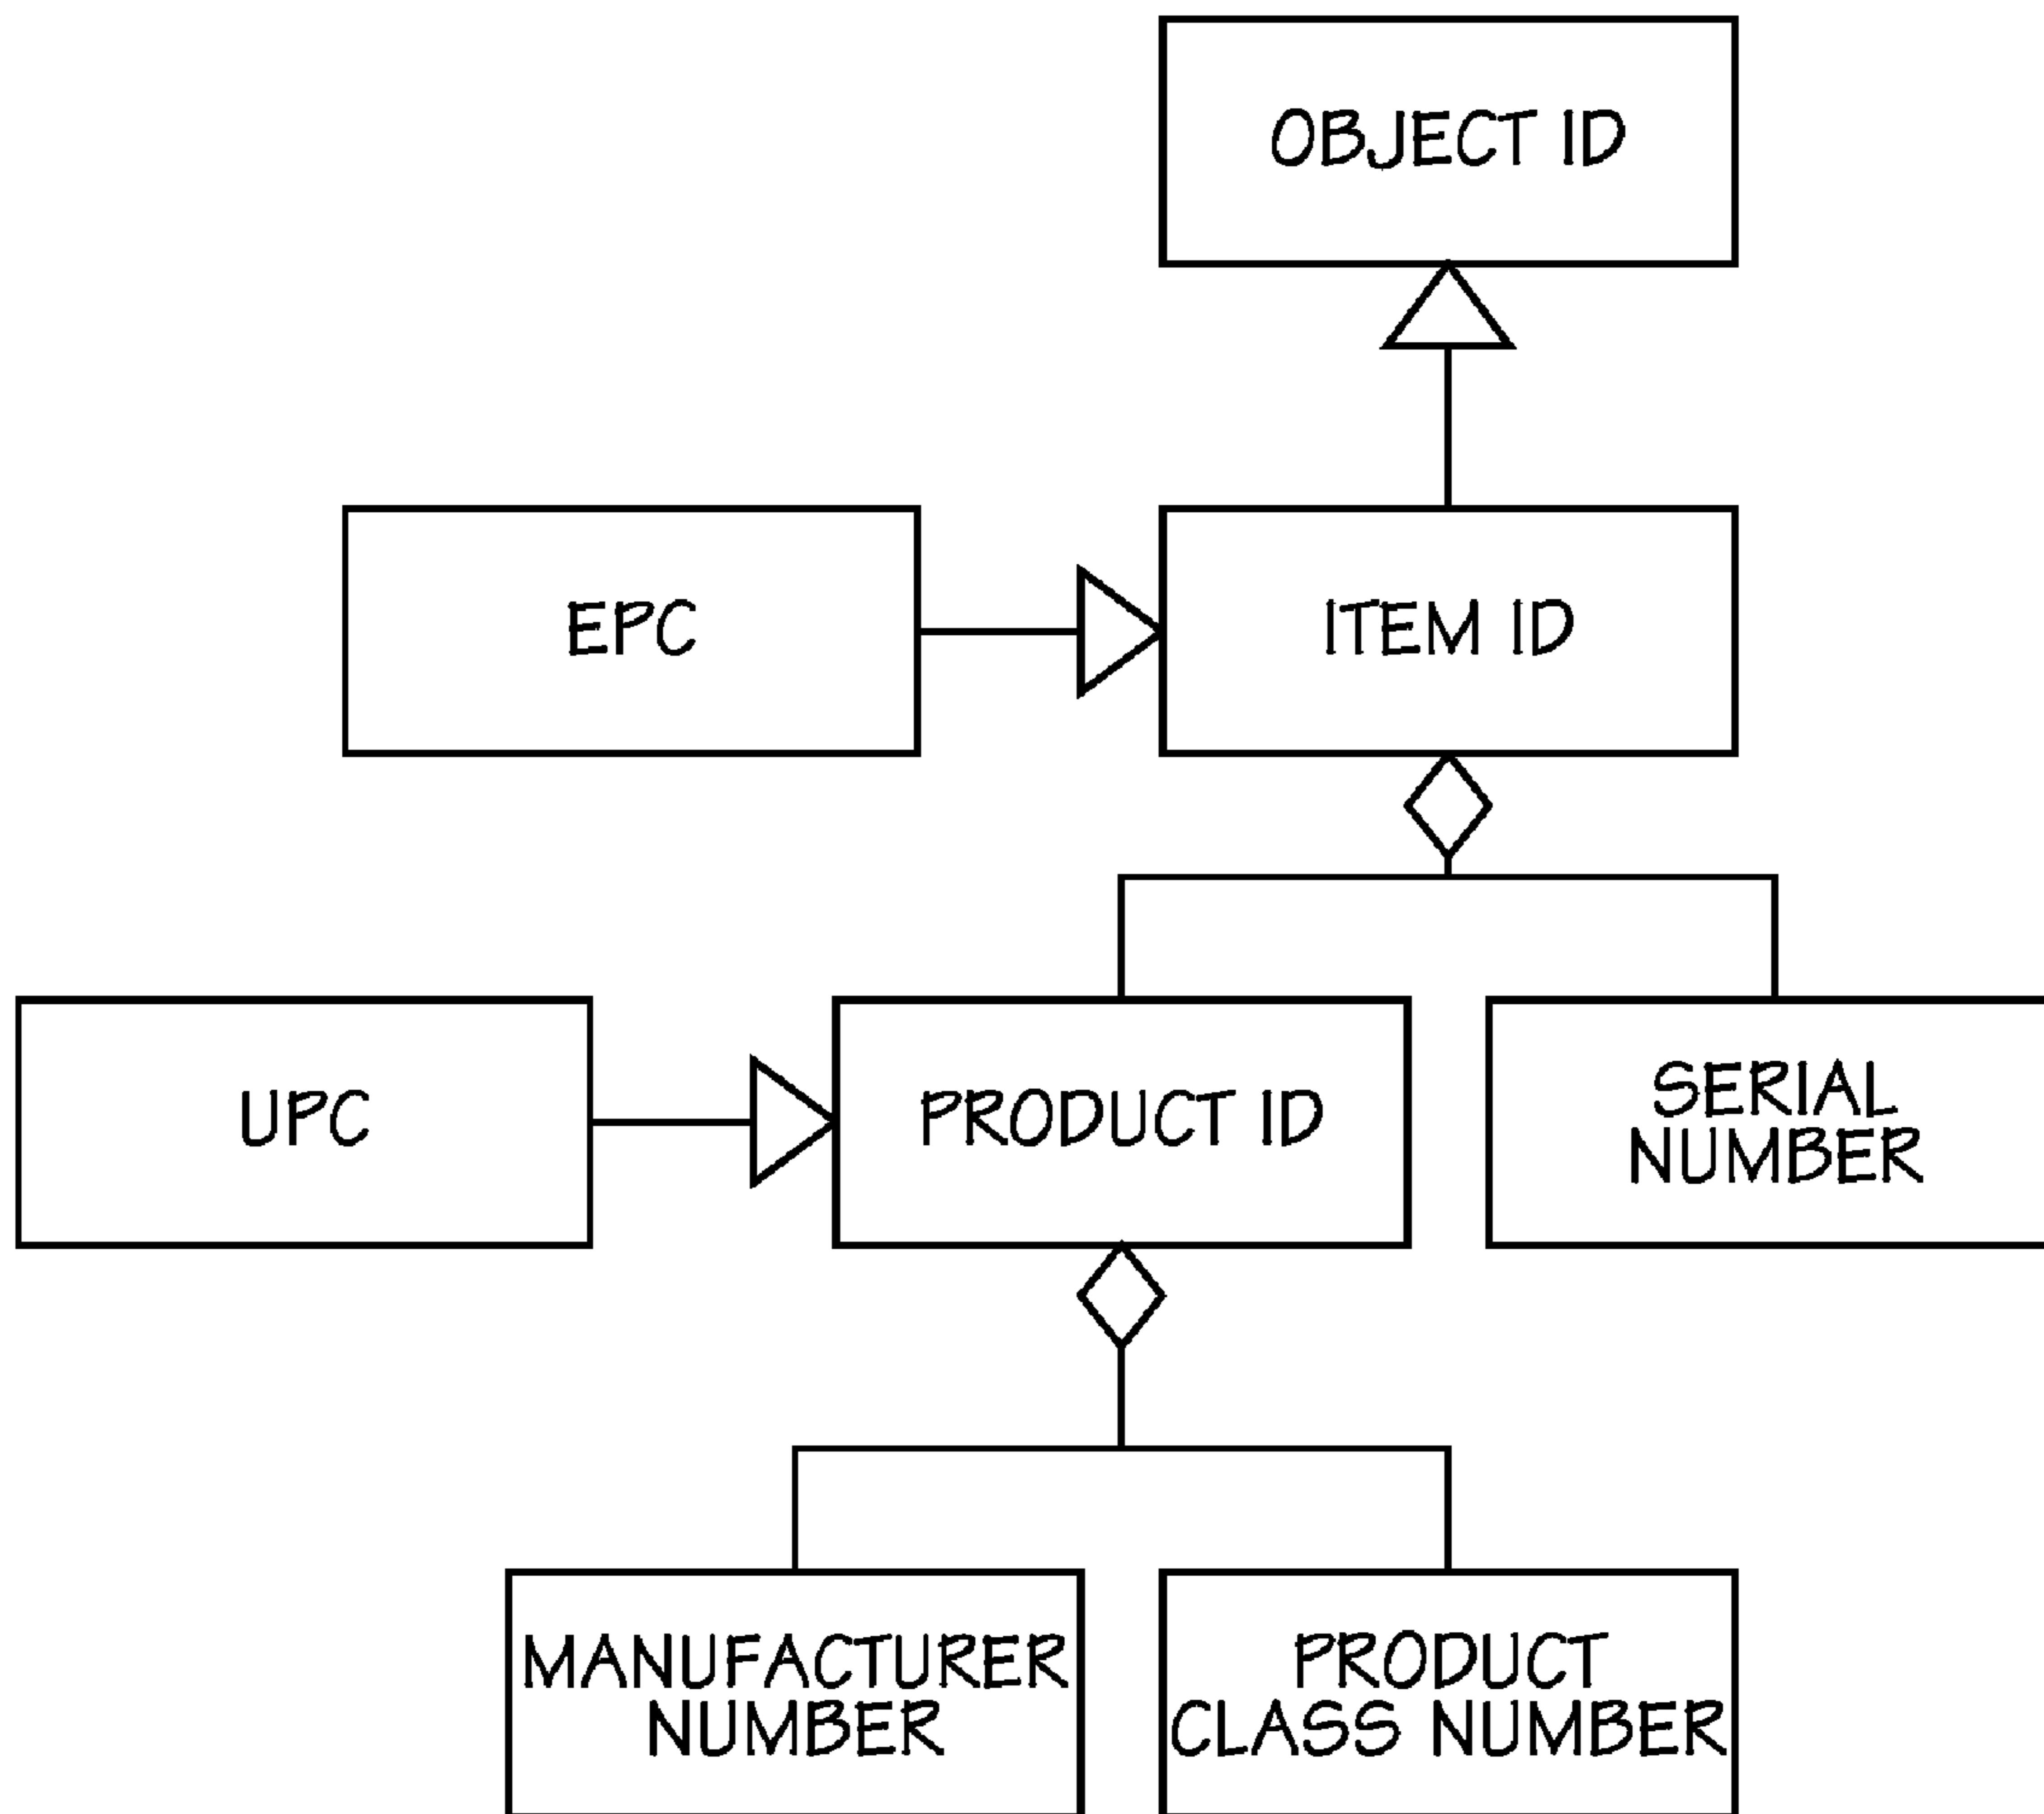 OBJECT ID
EPC
ITEM ID
UPC
PRODUCT ID
SERIAL
NUMBER
MANUFACTURER
NUMBER
PRODUCT
CLASS NUMBER